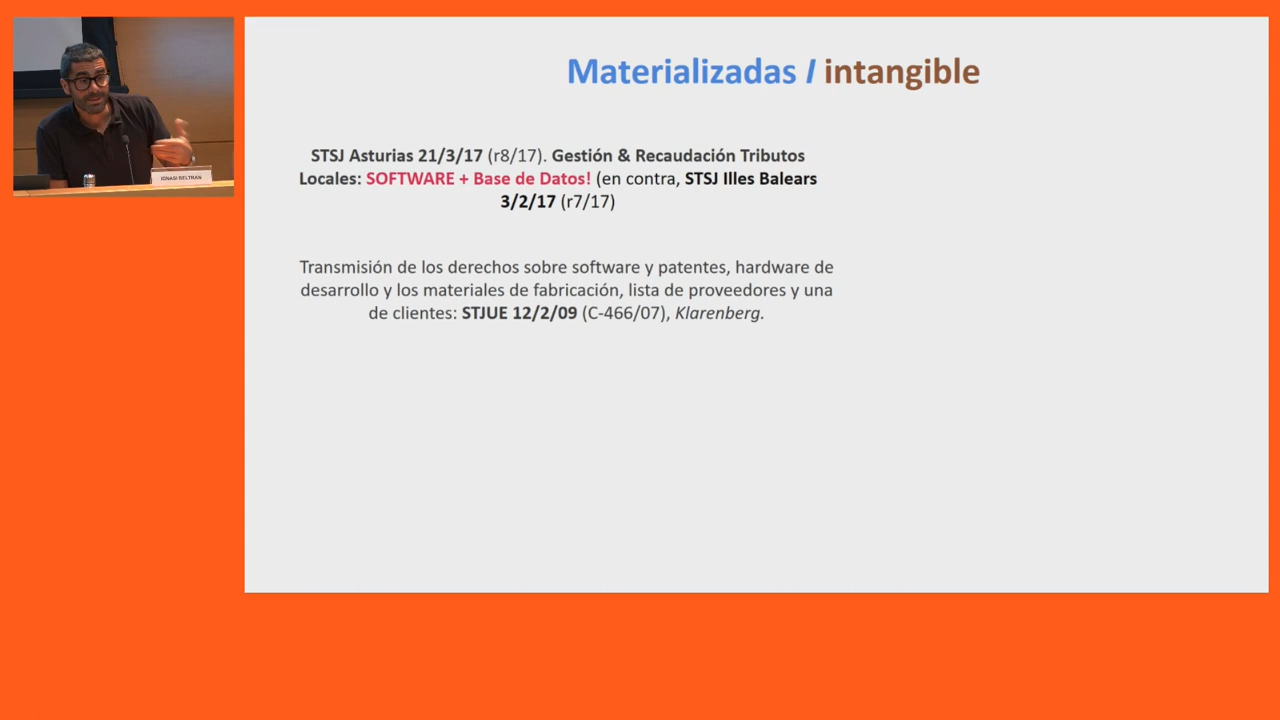 Materializadas / intangible
STSJ Asturias 21/3/17 (r8/17). Gestión & Recaudación Tributos
Locales: SOFTWARE + Base de Datos! (en contra, STSJ Illes Balears
3/2/17 (r7/17)
Transmisión de los derechos sobre software y patentes, hardware de
desarrollo y los materiales de fabricación, lista de proveedores y una
de clientes: STJUE 12/2/09 (C-466/07), Klarenberg.
IGNASI BELTRAN